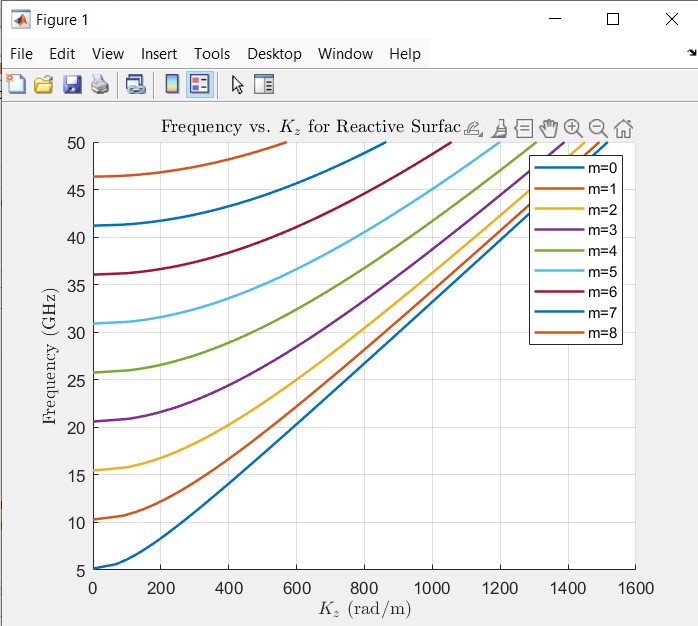 Figure 1
File Edit View Insert Tools Desktop Window Help
Frequency vs. K_z for Reactive Surfac
50
45
40
35
30
25
20
15
10
5
Frequency (GHz)
m=0
m=1
m=2
m=3
m=4
m=5
m=6
m=7
m=8
0 200 400 600 800 1000 1200 1400 1600
K_z (rad/m)